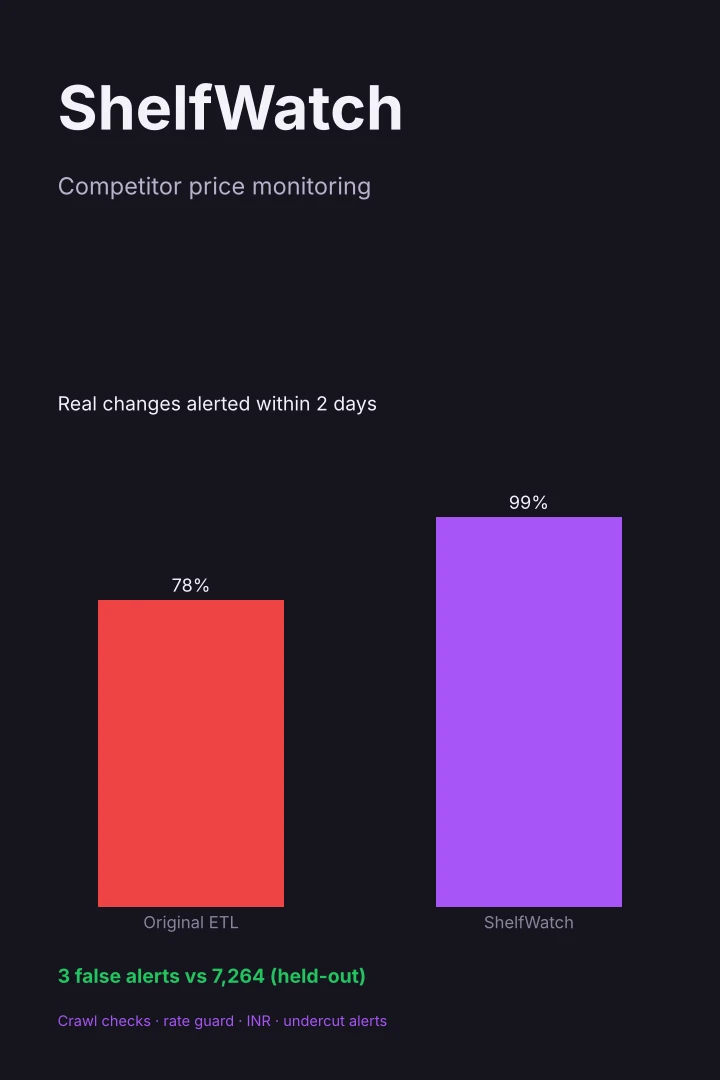 ShelfWatch
Competitor price monitoring
Real changes alerted within 2 days
99%
78%
Original ETL
ShelfWatch
3 false alerts vs 7,264 (held-out)
Crawl checks · rate guard · INR · undercut alerts